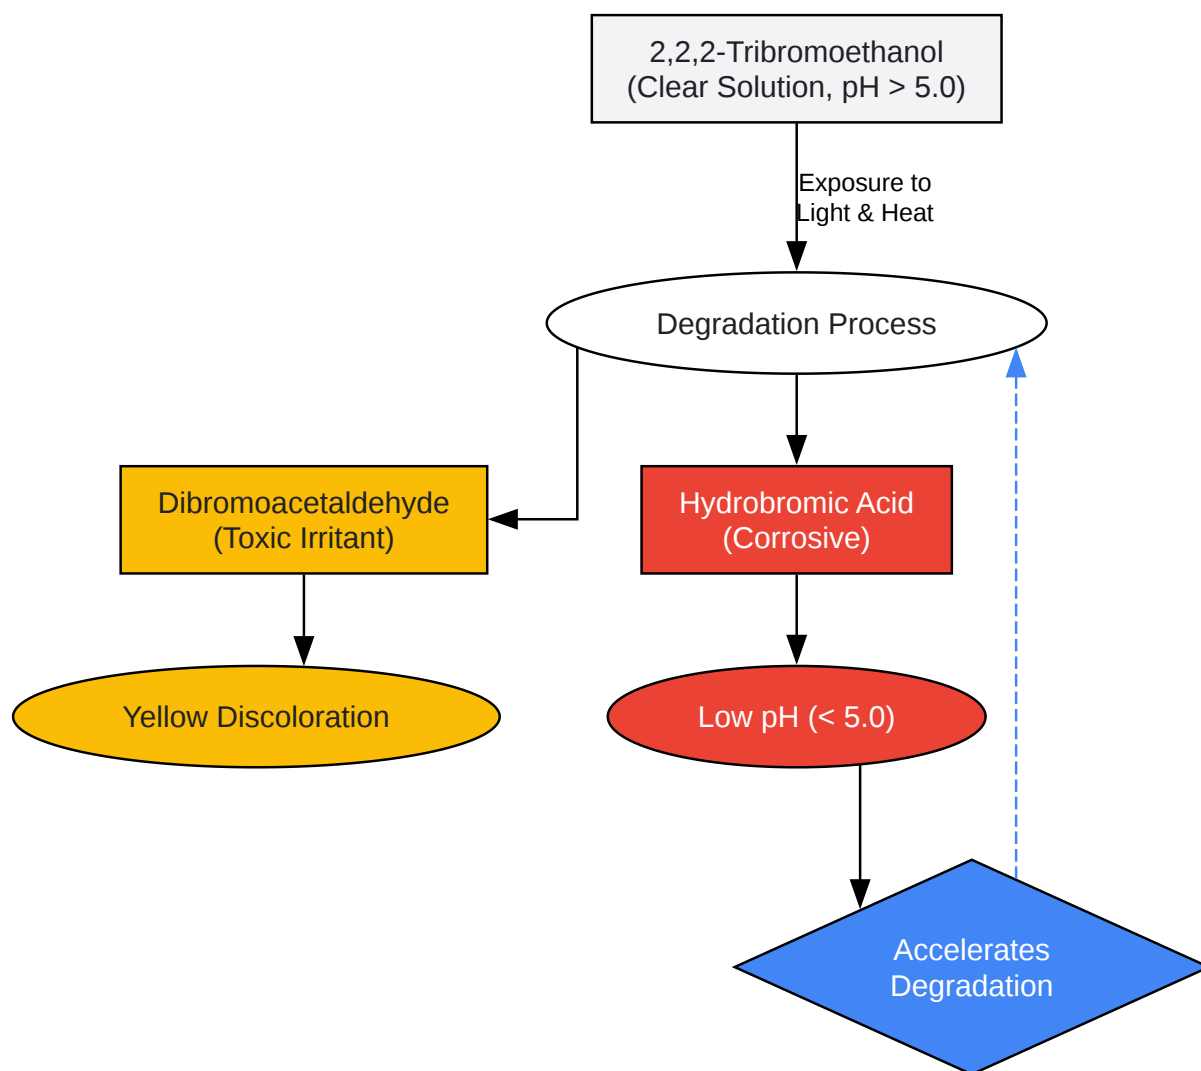 2,2,2-Tribromoethanol
(Clear Solution, pH > 5.0)
Exposure to
Light & Heat
Degradation Process
Dibromoacetaldehyde
(Toxic Irritant)
Hydrobromic Acid
(Corrosive)
Yellow Discoloration
Low pH (< 5.0)
Accelerates
Degradation